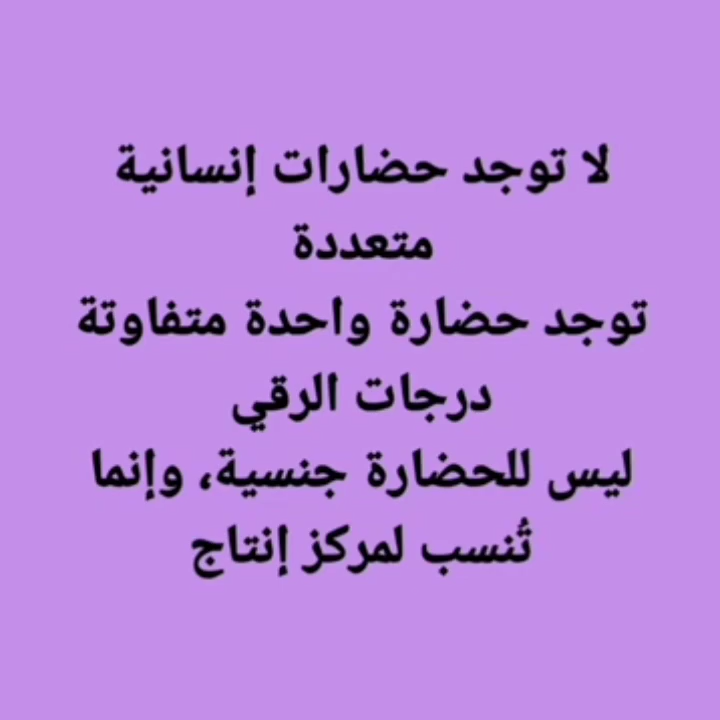 لا توجد حضارات إنسانية
متعددة
توجد حضارة واحدة متفاوتة
درجات الرقي
ليس للحضارة جنسية، وإنما
تُنسب لمركز إنتاج